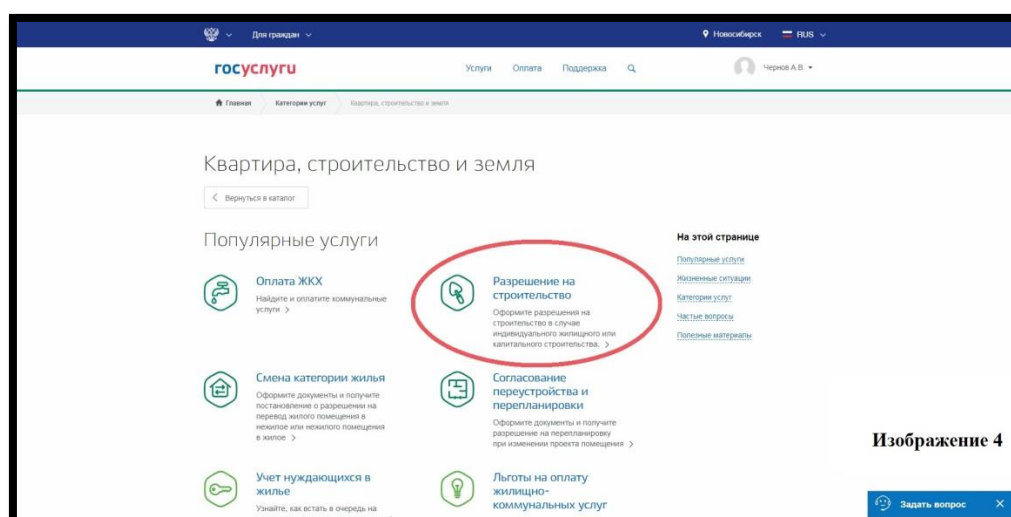 Для граждан
Новосибирск
RUS
госуслуги
Услуги
Оплата
Поддержка
Чернов А.В.
Главная
Категории услуг
Квартира, строительство и земля
Квартира, строительство и земля
Вернуться в каталог
Популярные услуги
Оплата ЖКХ
Найдите и оплатите коммунальные
услуги >
Разрешение на
строительство
Оформите разрешения на
строительство в случае
индивидуального жилищного или
капитального строительства. >
Смена категории жилья
Оформите документы и получите
постановление о разрешении на
перевод жилого помещения в
нежилое или нежилого помещения
в жилое >
Согласование
переустройства и
перепланировки
Оформите документы и получите
разрешение на перепланировку
при изменении проекта помещения >
Учет нуждающихся в
жилье
Узнайте, как встать в очередь на
Льготы на оплату
жилищно-
коммунальных услуг
На этой странице
Популярные услуги
Жизненные ситуации
Категории услуг
Частые вопросы
Полезные материалы
Изображение 4
Задать вопрос